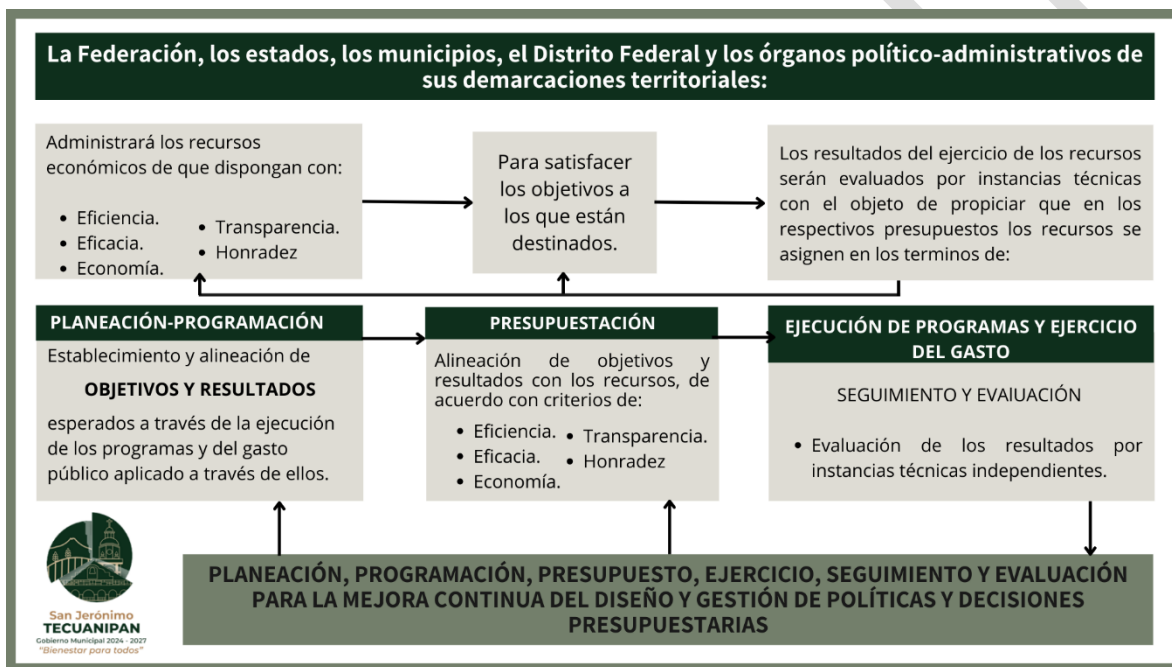 La Federación, los estados, los municipios, el Distrito Federal y los órganos político-administrativos de
sus demarcaciones territoriales:
Administrará los recursos
económicos de que dispongan con:
• Eficiencia.
• Eficacia.
• Economía.
• Transparencia.
• Honradez
Para satisfacer
los objetivos a
los que están
destinados.
Los resultados del ejercicio de los recursos
serán evaluados por instancias técnicas
con el objeto de propiciar que en los
respectivos presupuestos los recursos se
asignen en los terminos de:
PLANEACIÓN-PROGRAMACIÓN
Establecimiento y alineación de
OBJETIVOS Y RESULTADOS
esperados a través de la ejecución
de los programas y del gasto
público aplicado a través de ellos.
PRESUPUESTACIÓN
Alineación de objetivos y
resultados con los recursos, de
acuerdo con criterios de:
• Eficiencia.
• Eficacia.
• Economía.
• Transparencia.
• Honradez
EJECUCIÓN DE PROGRAMAS Y EJERCICIO
DEL GASTO
SEGUIMIENTO Y EVAlUACIÓN
• Evaluación de los resultados por
instancias técnicas independientes.
San Jerónimo
TECUANIPAN
Gobierno Municipal 2024 - 2027
"Bienestar para todos"
PLANEACIÓN, PROGRAMACIÓN, PRESUPUESTO, EJERCICIO, SEGUIMIENTO Y EVALUACIÓN
PARA LA MEJORA CONTINUA DEL DISEÑO Y GESTIÓN DE POLÍTICAS Y DECISIONES
PRESUPUESTARIAS